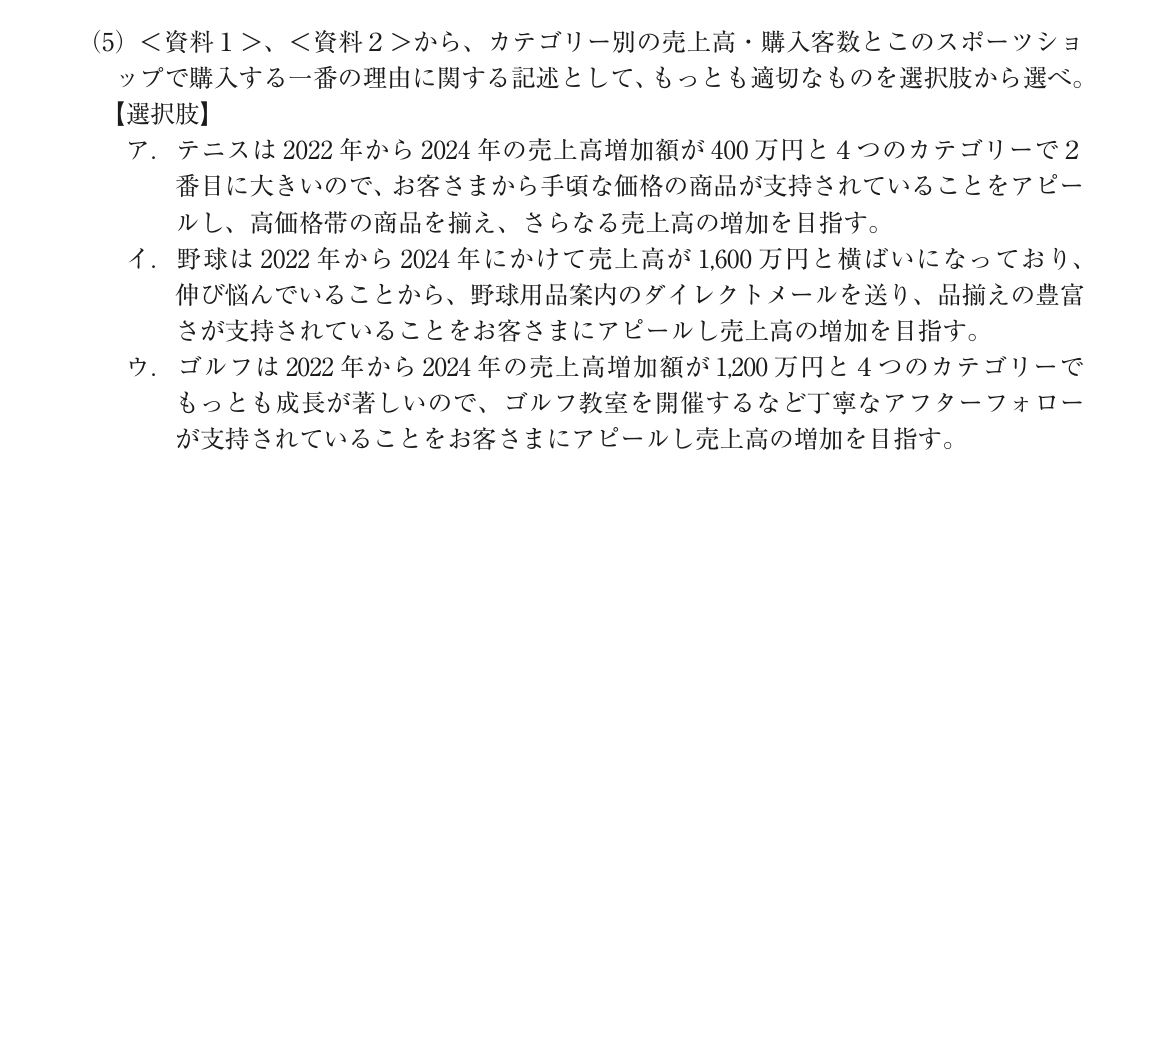 （5）＜資料１＞、＜資料２＞から、カテゴリー別の売上高・購入客数とこのスポーツショ
ップで購入する一番の理由に関する記述として、もっとも適切なものを選択肢から選べ。
【選択肢】
ア．テニスは 2022 年から 2024 年の売上高増加額が 400 万円と４つのカテゴリーで２
番目に大きいので、お客さまから手頃な価格の商品が支持されていることをアピー
ルし、高価格帯の商品を揃え、さらなる売上高の増加を目指す。
イ．野球は 2022 年から 2024 年にかけて売上高が 1,600 万円と横ばいになっており、
伸び悩んでいることから、野球用品案内のダイレクトメールを送り、品揃えの豊富
さが支持されていることをお客さまにアピールし売上高の増加を目指す。
ウ．ゴルフは 2022 年から 2024 年の売上高増加額が 1,200 万円と４つのカテゴリーで
もっとも成長が著しいので、ゴルフ教室を開催するなど丁寧なアフターフォロー
が支持されていることをお客さまにアピールし売上高の増加を目指す。